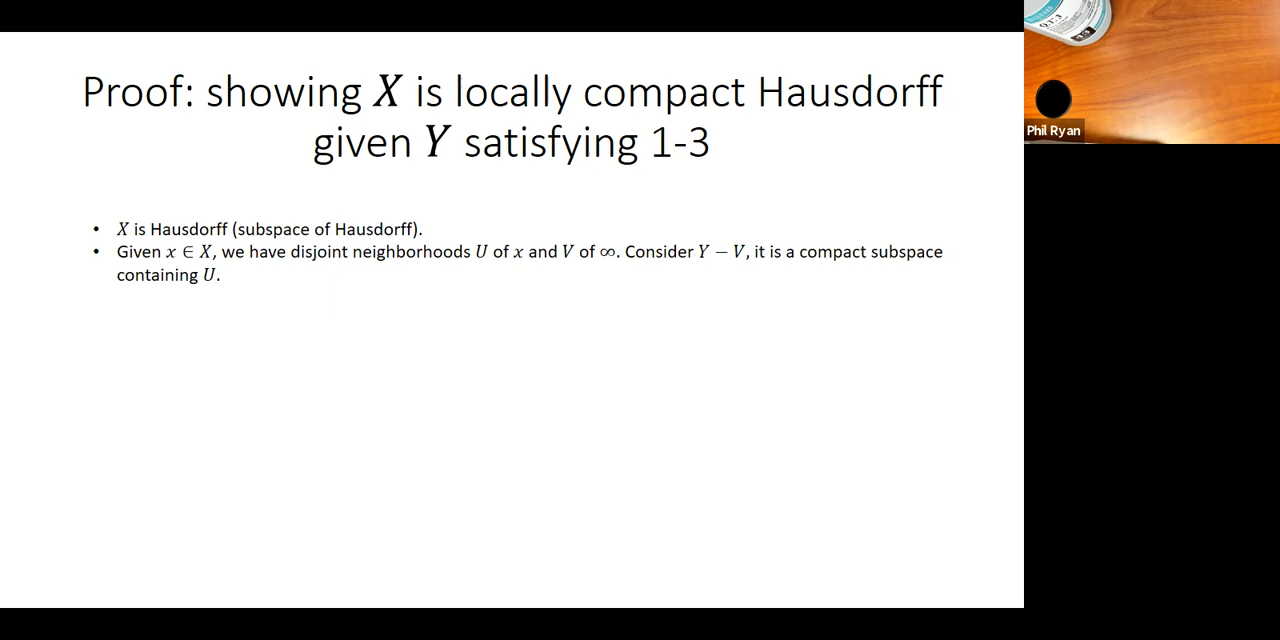 Proof: showing X is locally compact Hausdorff
given Y satisfying 1-3
• X is Hausdorff (subspace of Hausdorff).
• Given x ∈ X, we have disjoint neighborhoods U of x and V of ∞. Consider Y − V, it is a compact subspace
containing U.
Phil Ryan